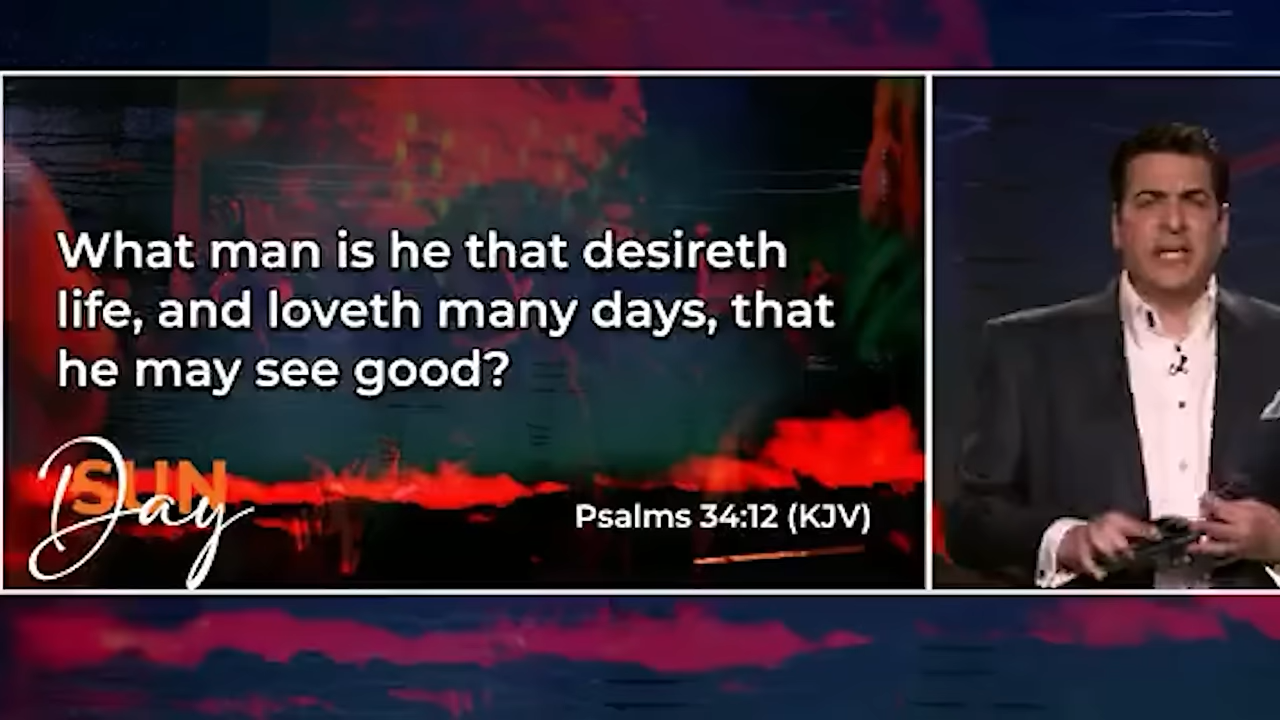 What man is he that desireth
life, and loveth many days, that
he may see good?
SUN
Day
Psalms 34:12 (KJV)